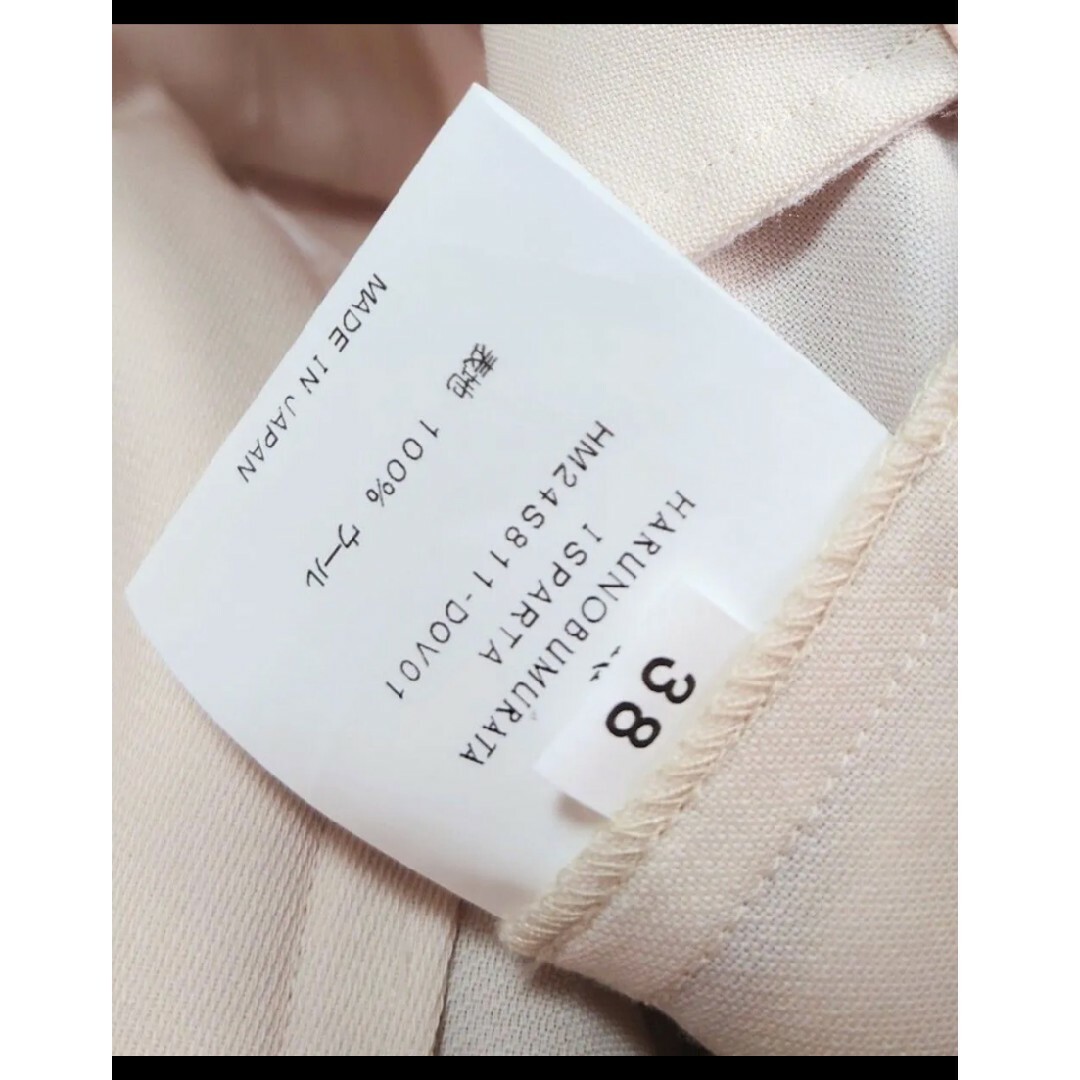 38
HARUNOBUMURATA
ISPARTA
HM24S811-DOV01
表地 100% ウール
MADE IN JAPAN